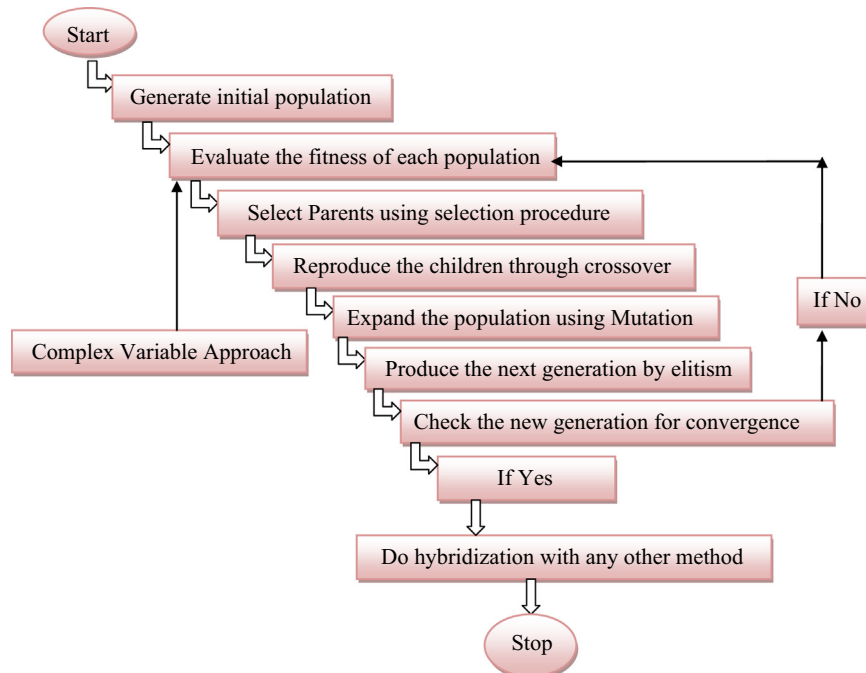 Start
Generate initial population
Evaluate the fitness of each population
Select Parents using selection procedure
Reproduce the children through crossover
If No
Expand the population using Mutation
Complex Variable Approach
Produce the next generation by elitism
Check the new generation for convergence
If Yes
Do hybridization with any other method
Stop